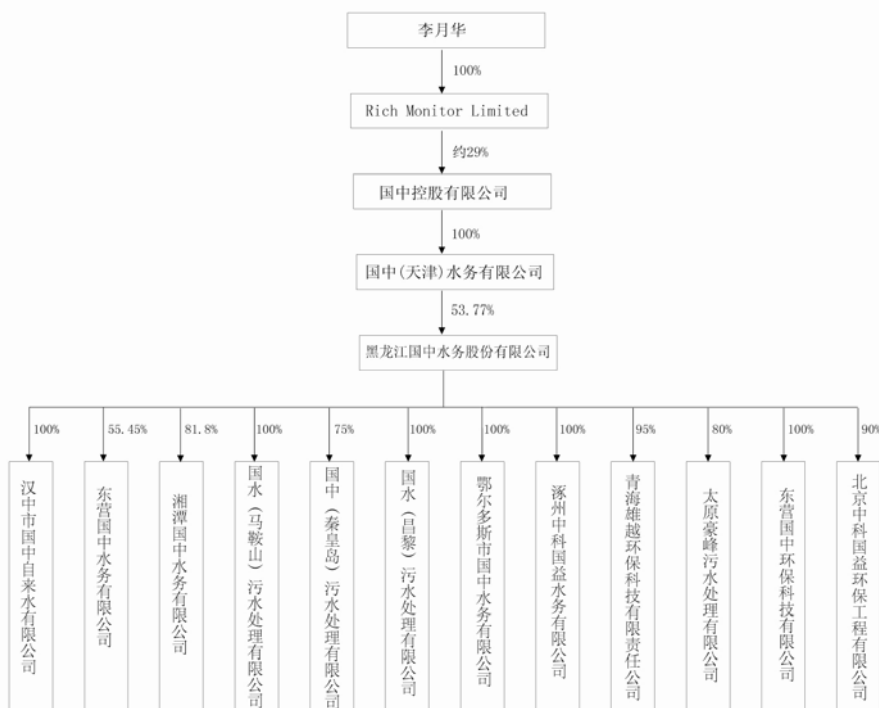 李月华
100%
Rich Monitor Limited
约29%
国中控股有限公司
100%
国中(天津)水务有限公司
53.77%
黑龙江国中水务股份有限公司
100%
55.45%
81.8%
100%
75%
100%
100%
100%
95%
80%
100%
90%
汉中市国中自来水有限公司
东营国中水务有限公司
湘潭国中水务有限公司
国水（马鞍山）污水处理有限公司
国中（秦皇岛）污水处理有限公司
国水（昌黎）污水处理有限公司
鄂尔多斯市国中水务有限公司
涿州中科国益水务有限公司
青海雄越环保科技有限责任公司
太原豪峰污水处理有限公司
东营国中环保科技有限公司
北京中科国益环保工程有限公司